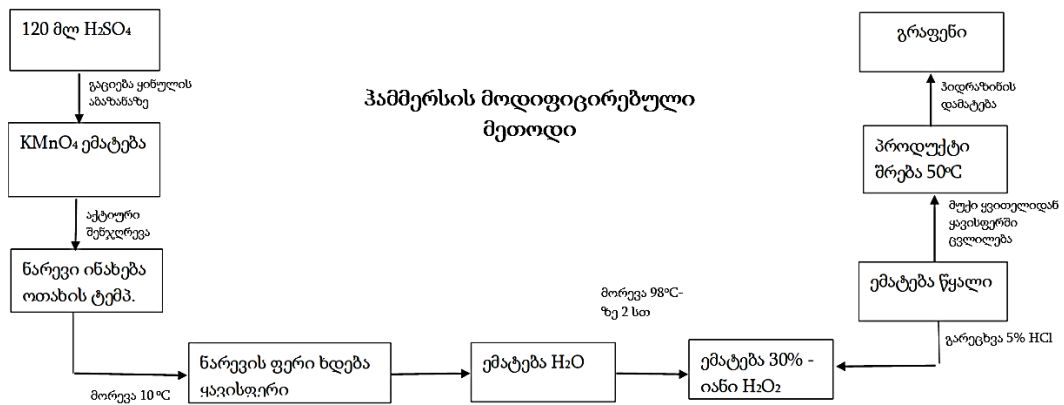 120 მლ H₂SO₄
გაციება ყინულის
აბაზანაზე
KMnO₄ ემატება
აქტიური
შენჯღრევა
ნარევი ინახება
ოთახის ტემპ.
მორევა 10 ºC
ნარევის ფერი ხდება
ყავისფერი
ემატება H₂O
მორევა 98ºC-
ზე 2 სთ
ემატება 30% -
იანი H₂O₂
გარეცხვა 5% HCl
ემატება წყალი
მუქი ყვითელიდან
ყავისფერში
ცვლილება
პროდუქტი
შრება 50ºC
ჰიდრაზინის
დამატება
გრაფენი
ჰამმერსის მოდიფიცირებული
მეთოდი